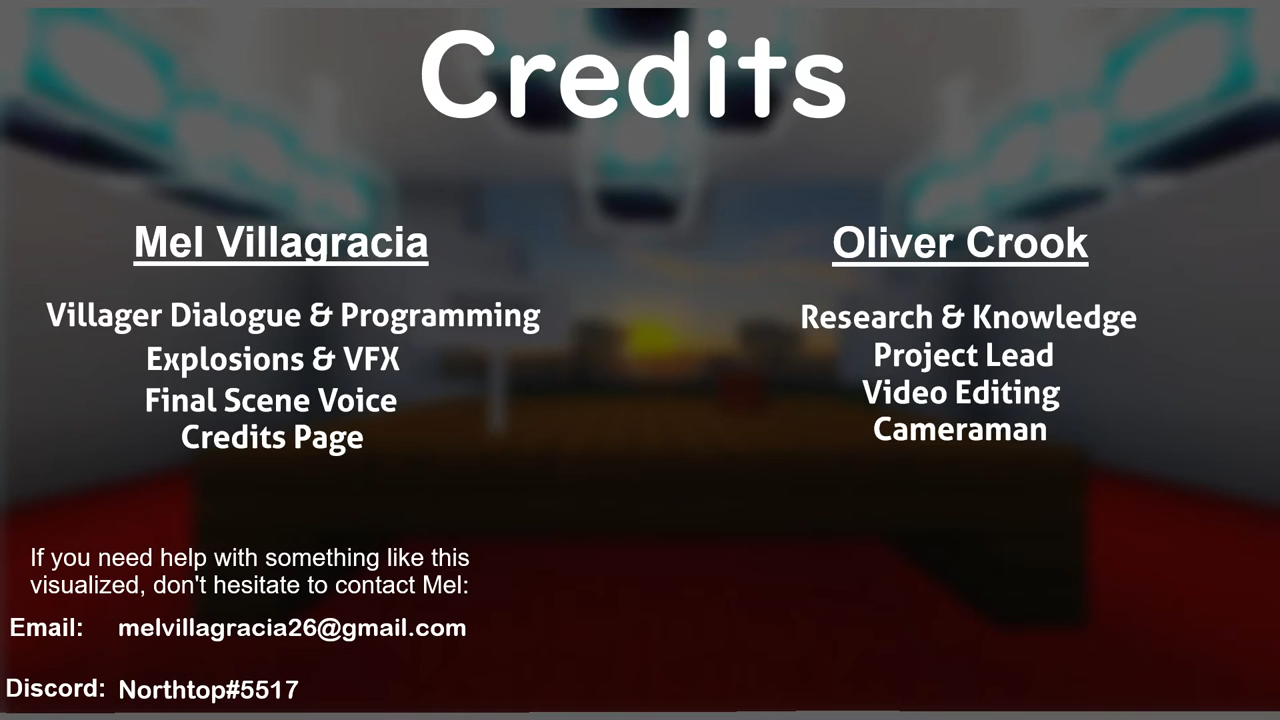 Credits
Mel Villagracia
Villager Dialogue & Programming
Explosions & VFX
Final Scene Voice
Credits Page
Oliver Crook
Research & Knowledge
Project Lead
Video Editing
Cameraman
If you need help with something like this
visualized, don't hesitate to contact Mel:
Email: melvillagracia26@gmail.com
Discord: Northtop#5517